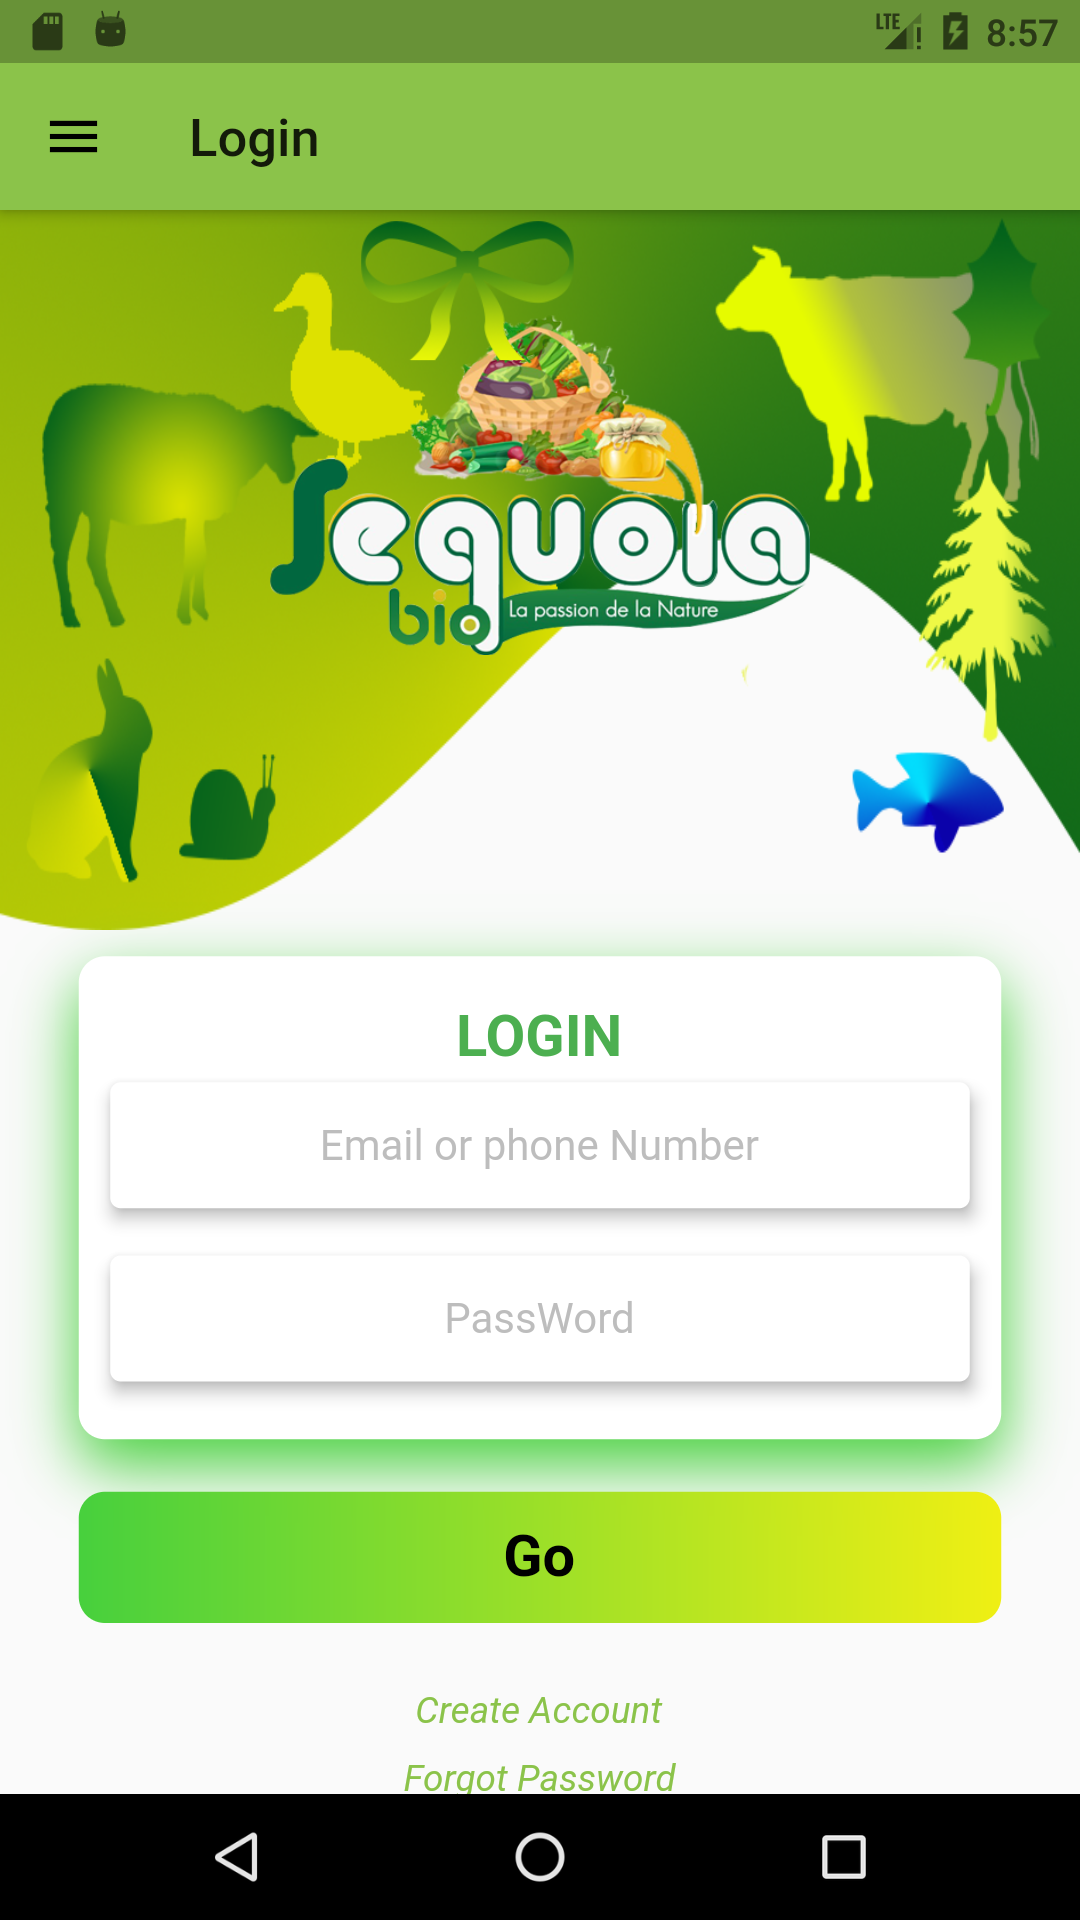 LTE 8:57
Login
Sequoia
bio La passion de la Nature
LOGIN
Email or phone Number
PassWord
Go
Create Account
Forgot Password